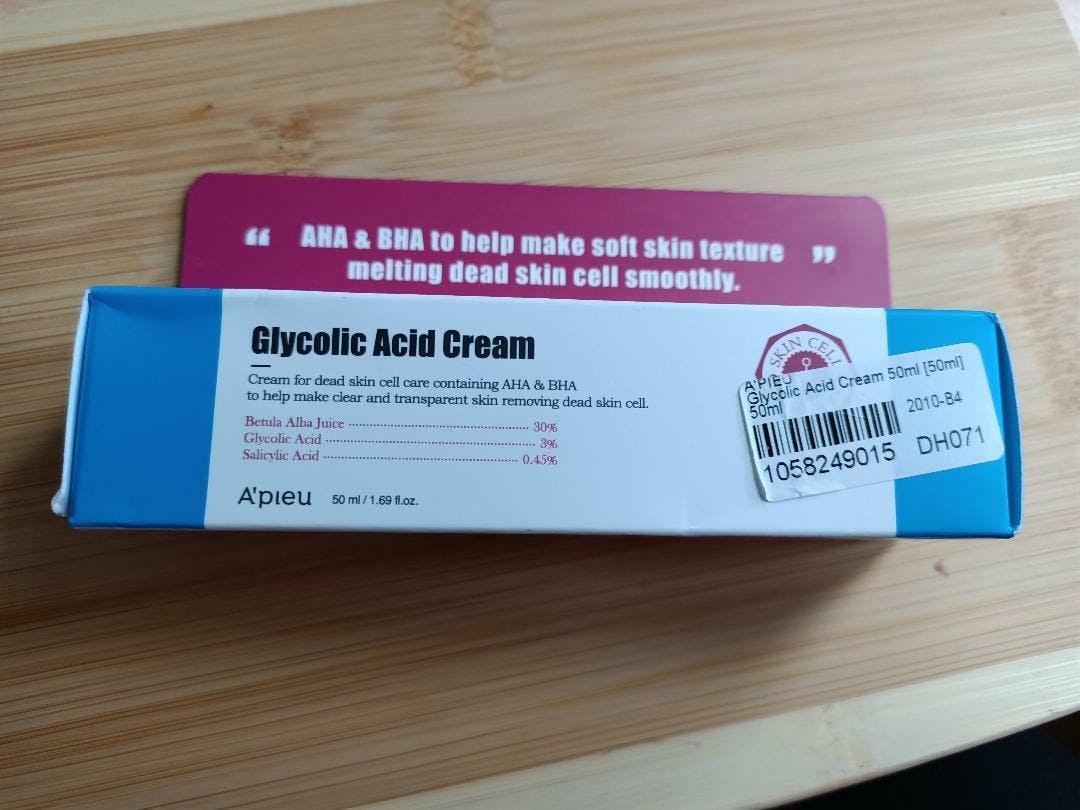 “ AHA & BHA to help make soft skin texture ”
melting dead skin cell smoothly.
Glycolic Acid Cream
Cream for dead skin cell care containing AHA & BHA
to help make clear and transparent skin removing dead skin cell.
Betula Alba Juice 30%
Glycolic Acid 3%
Salicylic Acid 0.45%
A'PIEU 50 ml / 1.69 fl.oz.
SKIN CELL
A'PIEU
Glycolic Acid Cream 50ml [50ml]
50ml
2010-B4
1058249015 DH071